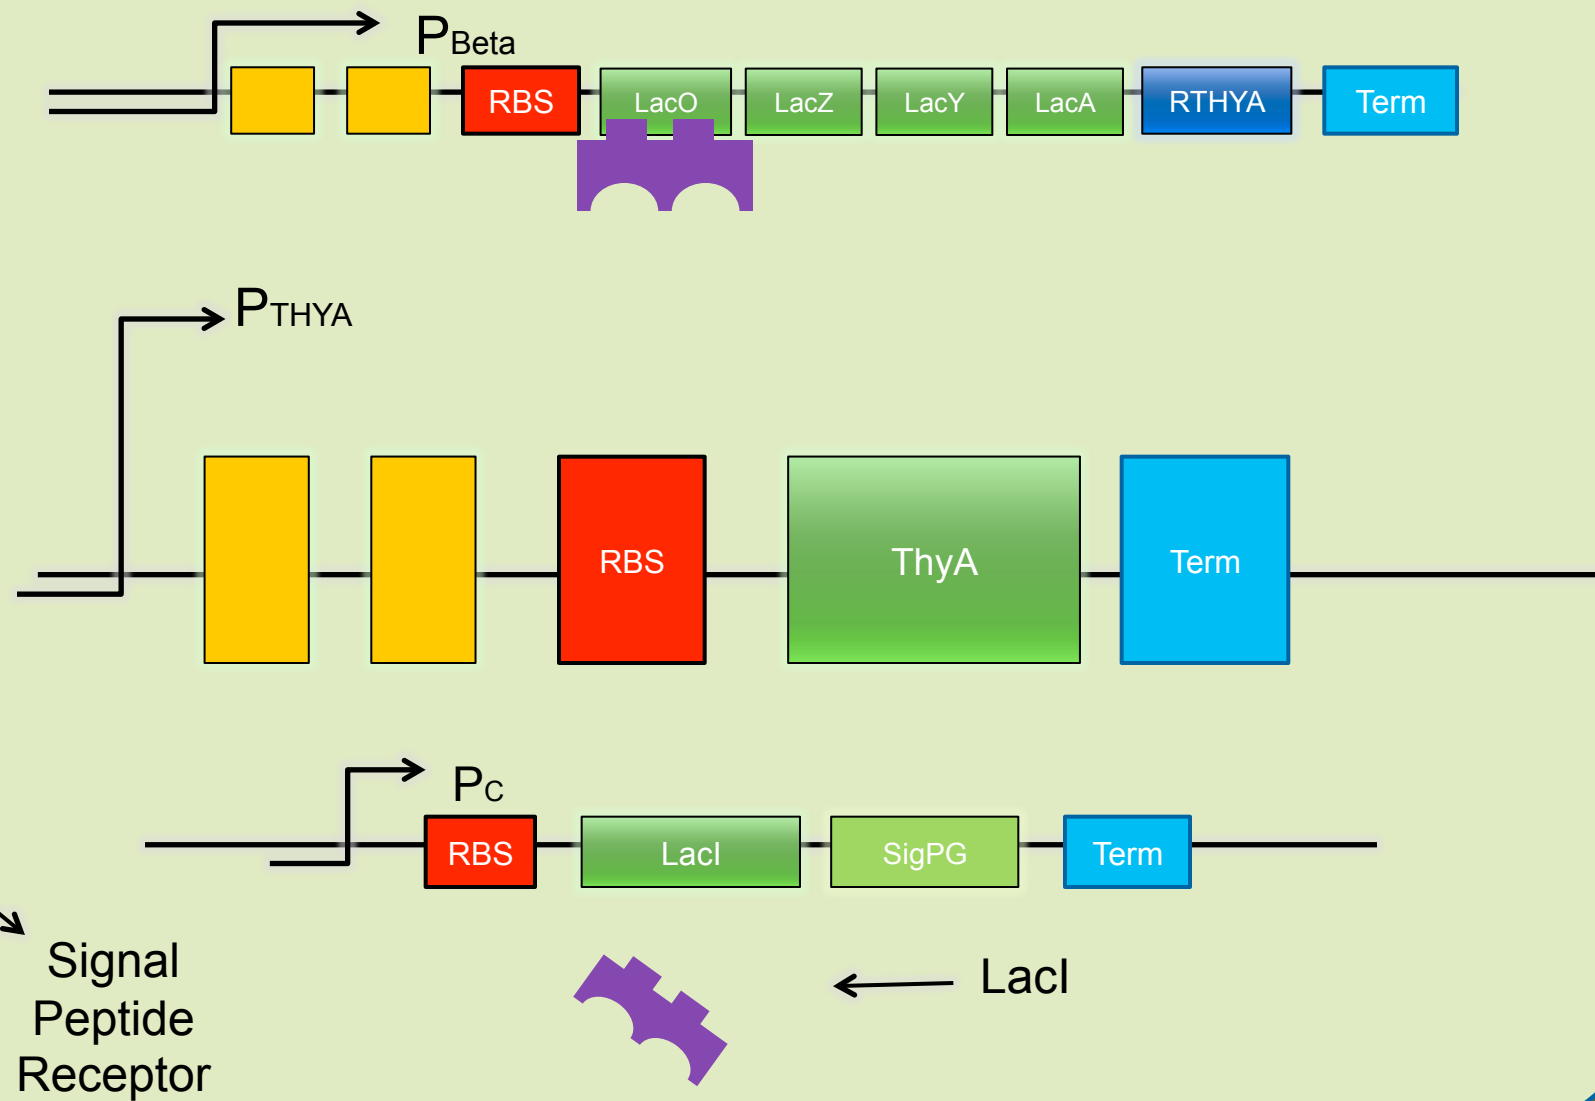 PBeta
RBS LacO LacZ LacY LacA RTHYA Term
PTHYA
RBS ThyA Term
PC
RBS LacI SigPG Term
Signal
Peptide
Receptor
LacI